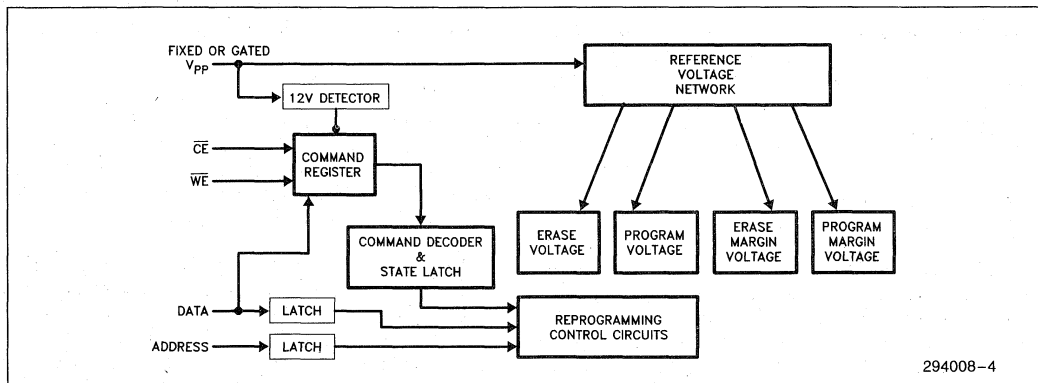 FIXED OR GATED
VPP
REFERENCE
VOLTAGE
NETWORK
12V DETECTOR
CE
WE
COMMAND
REGISTER
ERASE
VOLTAGE
PROGRAM
VOLTAGE
ERASE
MARGIN
VOLTAGE
PROGRAM
MARGIN
VOLTAGE
COMMAND DECODER
&
STATE LATCH
DATA
LATCH
REPROGRAMMING
CONTROL CIRCUITS
ADDRESS
LATCH
294008-4